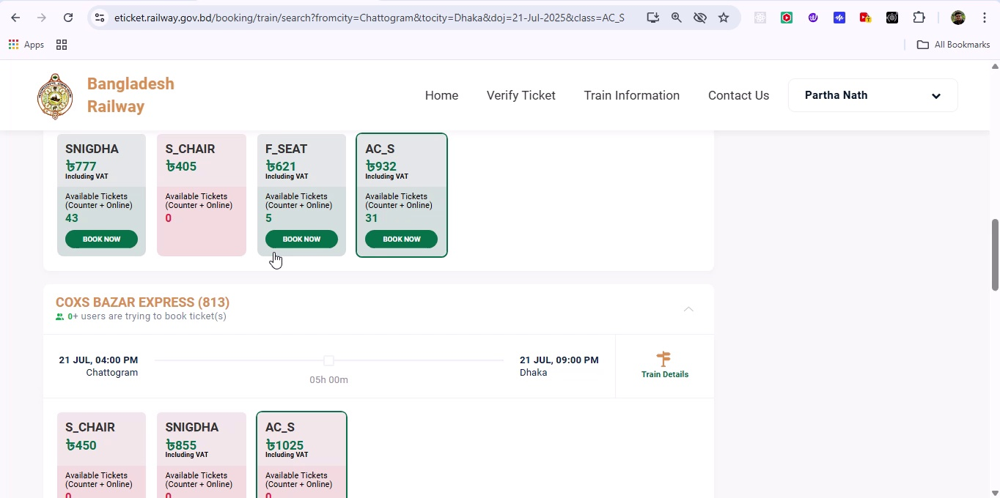 eticket.railway.gov.bd/booking/train/search?fromcity=Chattogram&tocity=Dhaka&doj=21-Jul-2025&class=AC_S
Apps
All Bookmarks
Bangladesh
Railway
Home
Verify Ticket
Train Information
Contact Us
Partha Nath
SNIGDHA
৳777
Including VAT
Available Tickets
(Counter + Online)
43
BOOK NOW
S_CHAIR
৳405
Available Tickets
(Counter + Online)
0
F_SEAT
৳621
Including VAT
Available Tickets
(Counter + Online)
5
BOOK NOW
AC_S
৳932
Including VAT
Available Tickets
(Counter + Online)
31
BOOK NOW
COXS BAZAR EXPRESS (813)
0+ users are trying to book ticket(s)
21 JUL, 04:00 PM
Chattogram
05h 00m
21 JUL, 09:00 PM
Dhaka
Train Details
S_CHAIR
৳450
Available Tickets
(Counter + Online)
0
SNIGDHA
৳855
Including VAT
Available Tickets
(Counter + Online)
0
AC_S
৳1025
Including VAT
Available Tickets
(Counter + Online)
0